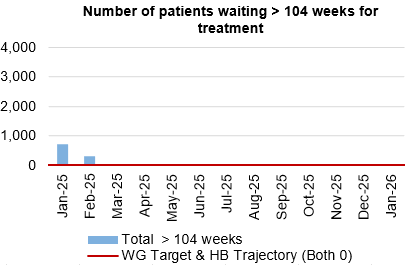 Number of patients waiting > 104 weeks for
treatment
4,000
3,000
2,000
1,000
0
Jan-25
Feb-25
Mar-25
Apr-25
May-25
Jun-25
Jul-25
Aug-25
Sep-25
Oct-25
Nov-25
Dec-25
Jan-26
Total > 104 weeks
WG Target & HB Trajectory (Both 0)